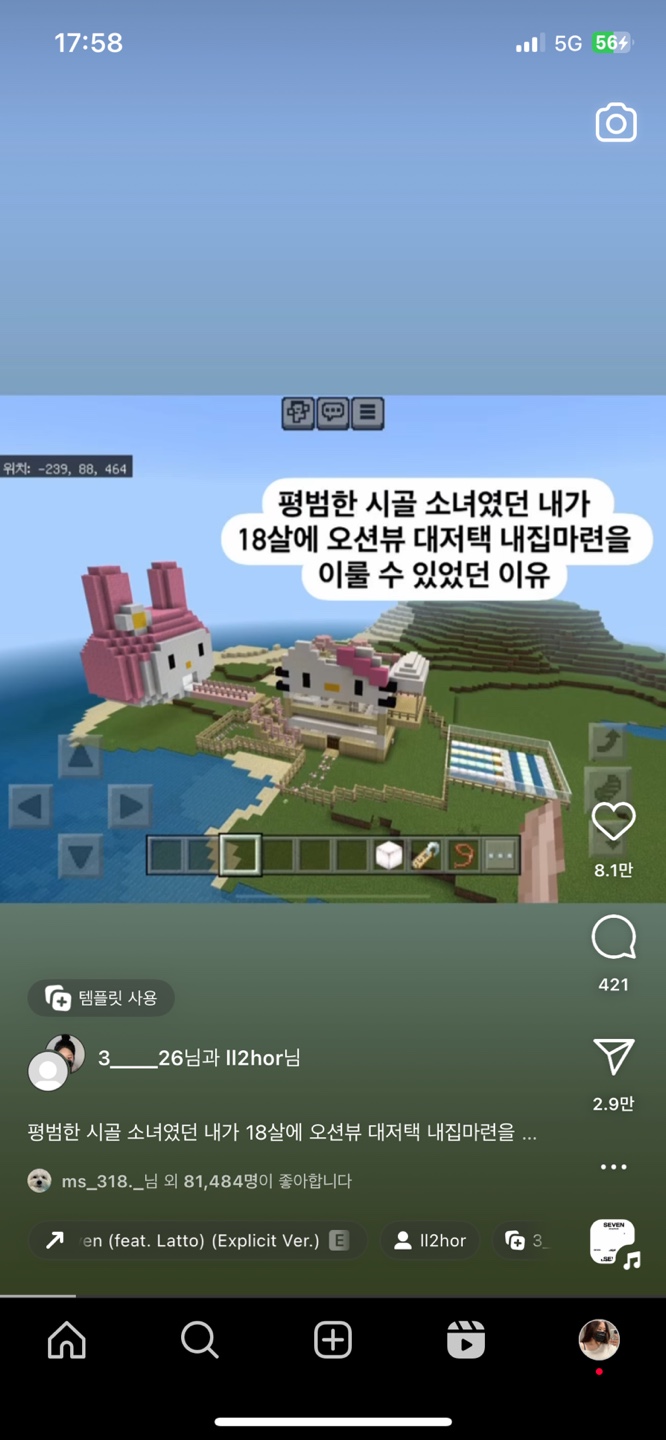 17:58
5G
56
위치: -239, 88, 464
평범한 시골 소녀였던 내가
18살에 오션뷰 대저택 내집마련을
이룰 수 있었던 이유
8.1만
421
템플릿 사용
3____26님과 ll2hor님
2.9만
평범한 시골 소녀였던 내가 18살에 오션뷰 대저택 내집마련을 ...
ms_318._님 외 81,484명이 좋아합니다
en (feat. Latto) (Explicit Ver.) E
ll2hor
3_
SEVEN